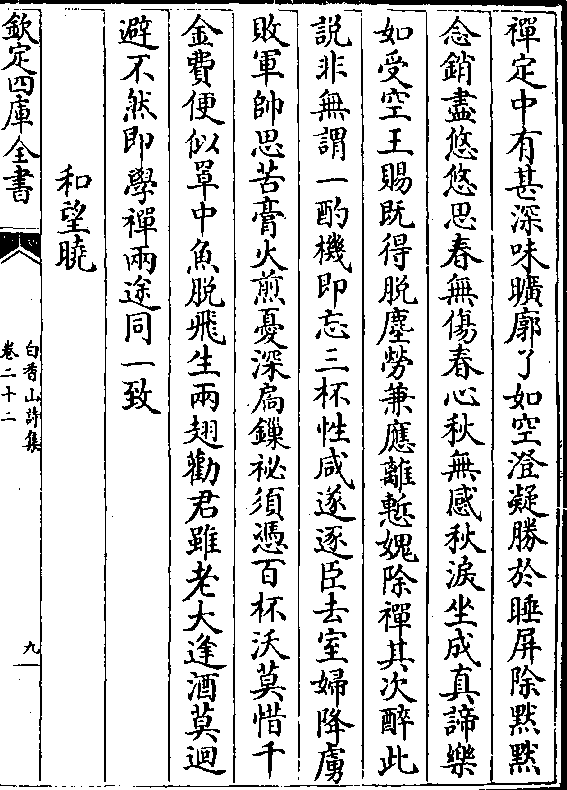 禪定中有甚深味曠廓了如空澄凝勝於睡屏除黙黙
念銷盡悠悠思春無傷春心秋無感秋淚坐成真諦樂
如受空王賜既得脱塵勞兼應離慙媿除禪其次醉此
説非無謂一酌機即忘三杯性咸遂逐臣去室婦降虜
敗軍帥思苦膏火煎憂深扃鏁祕須憑百杯沃莫惜千
金費便似罩中魚脱飛生兩翅勸君雖老大逢酒莫迴
避不然即學禪兩途同一致
和望曉
欽定四庫全書
白香山詩集
卷二十二
九